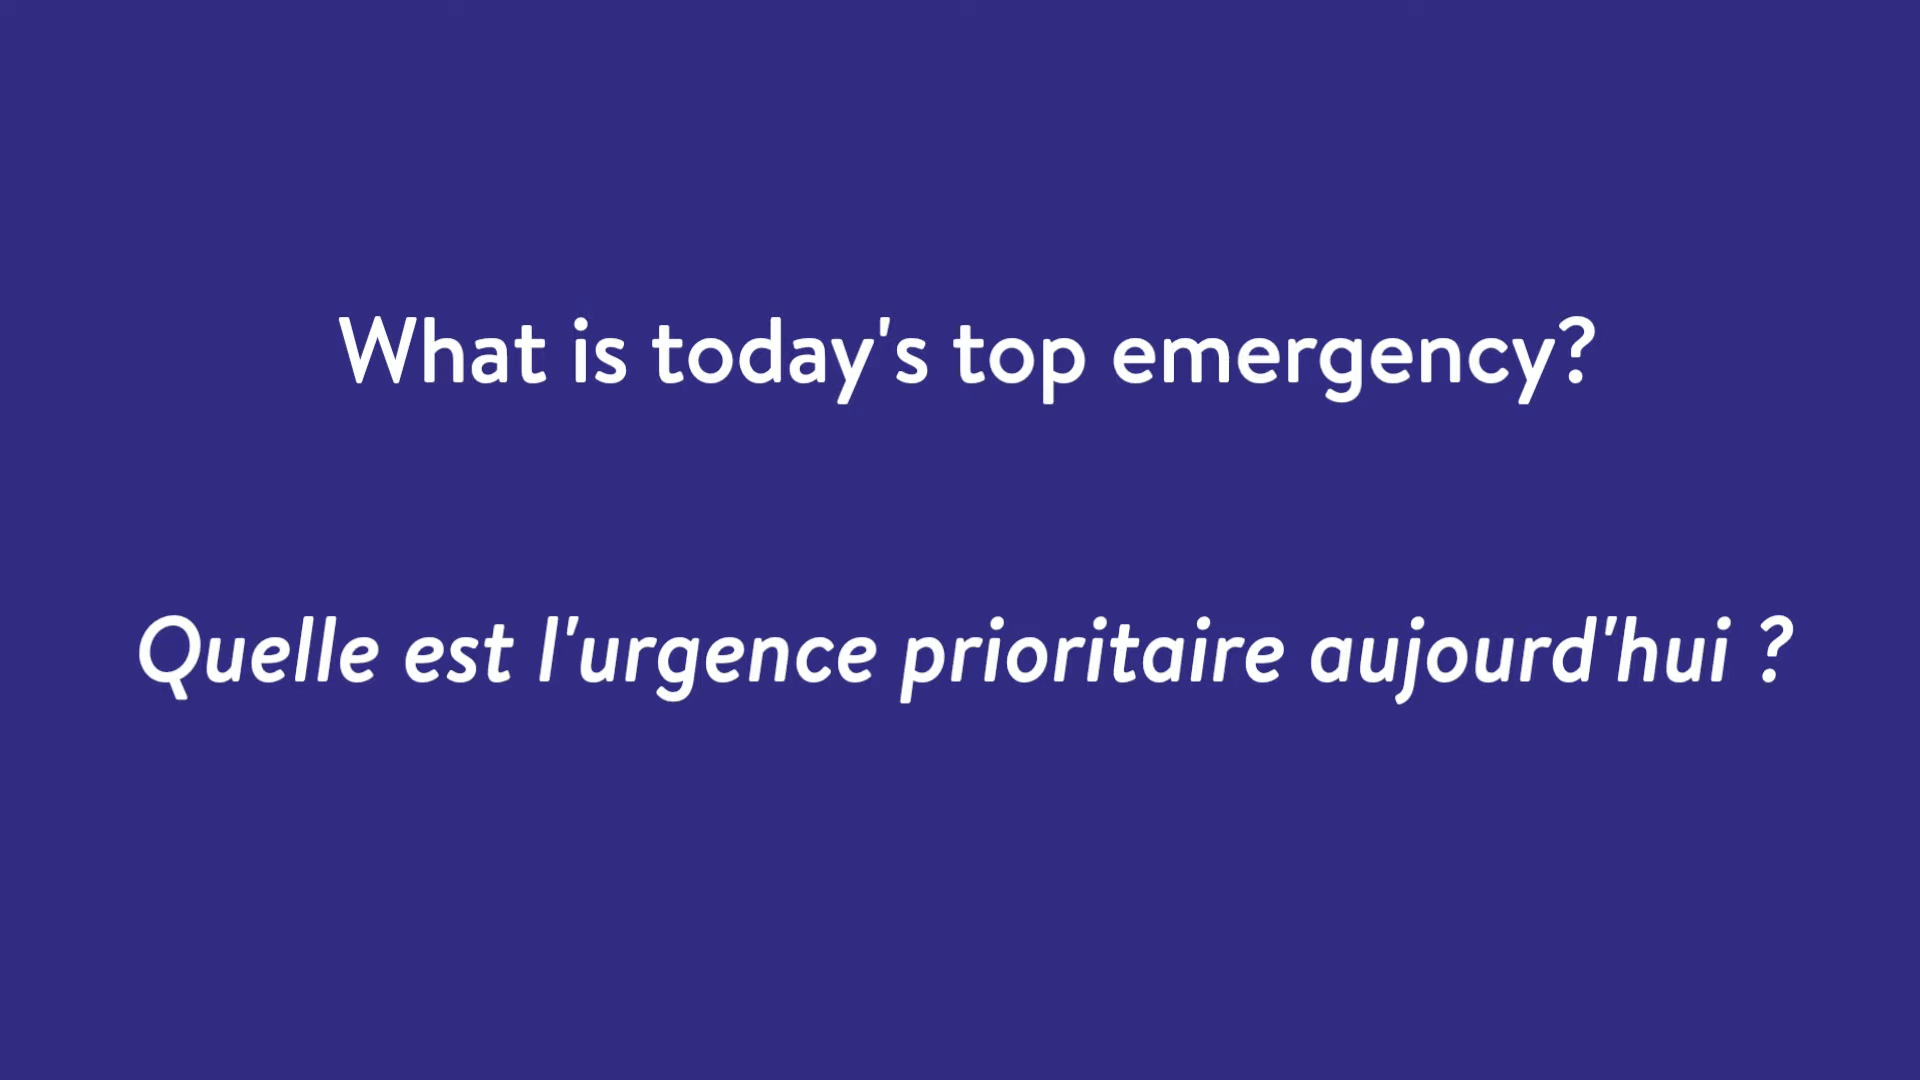 What is today's top emergency?
Quelle est l'urgence prioritaire aujourd'hui ?